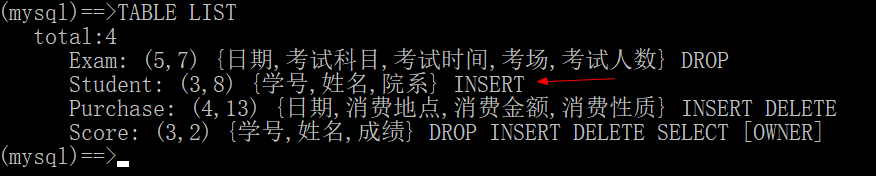 (mysql)==>TABLE LIST
total:4
Exam: (5,7) {日期,考试科目,考试时间,考场,考试人数} DROP
Student: (3,8) {学号,姓名,院系} INSERT
Purchase: (4,13) {日期,消费地点,消费金额,消费性质} INSERT DELETE
Score: (3,2) {学号,姓名,成绩} DROP INSERT DELETE SELECT [OWNER]
(mysql)==>